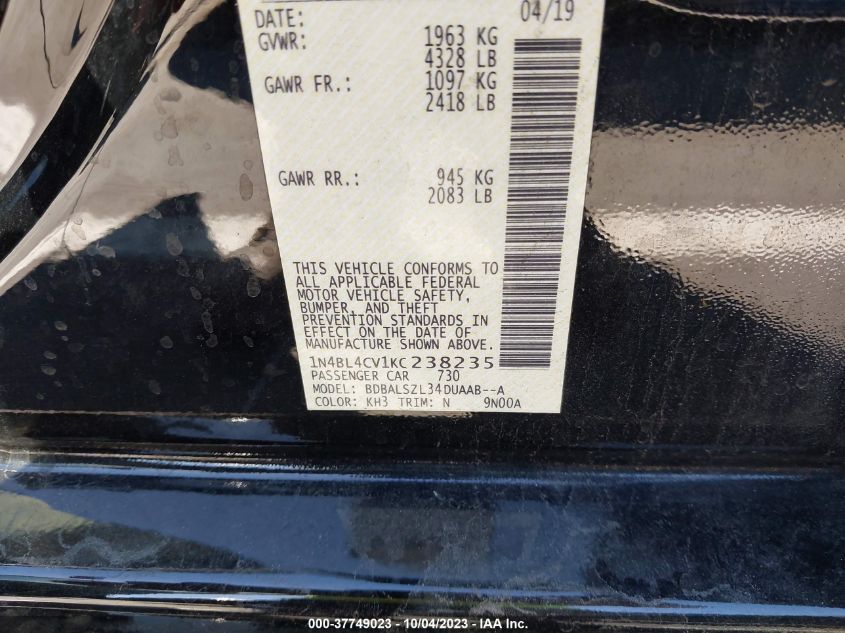 DATE: 04/19
GVWR: 1963 KG
4328 LB
GAWR FR.: 1097 KG
2418 LB
GAWR RR.: 945 KG
2083 LB
THIS VEHICLE CONFORMS TO
ALL APPLICABLE FEDERAL
MOTOR VEHICLE SAFETY,
BUMPER, AND THEFT
PREVENTION STANDARDS IN
EFFECT ON THE DATE OF
MANUFACTURE SHOWN ABOVE.
1N4BL4CV1KC238235
PASSENGER CAR 730
MODEL: BDBALSZL34DUAAB--A
COLOR: KH3 TRIM: N 9N00A
000-37749023 - 10/04/2023 - IAA Inc.